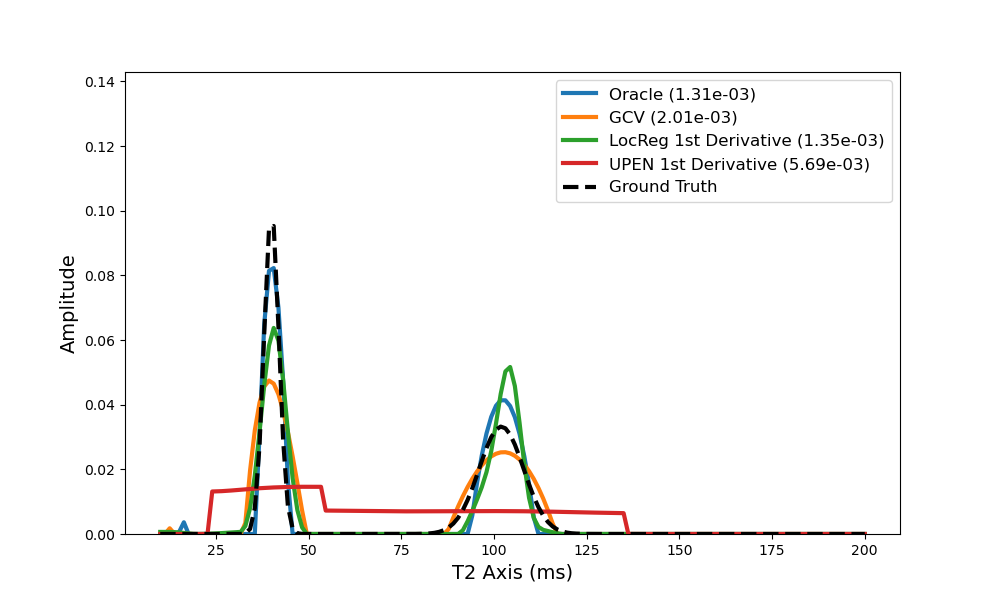 0.14
0.12
0.10
0.08
0.06
0.04
0.02
0.00
Amplitude
Oracle (1.31e-03)
GCV (2.01e-03)
LocReg 1st Derivative (1.35e-03)
UPEN 1st Derivative (5.69e-03)
Ground Truth
25 50 75 100 125 150 175 200
T2 Axis (ms)